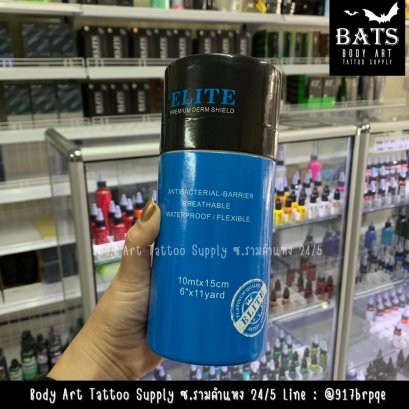 BATS
BODY ART
TATTOO SUPPLY
ELITE
PREMIUM DERM SHIELD
ANTIBACTERIAL-BARRIER
BREATHABLE
WATERPROOF / FLEXIBLE
Body Art Tattoo Supply ซ.รามคำแหง 24/5
10mtx15cm
6"x11yard
ELITE
Body Art Tattoo Supply ซ.รามคำแหง 24/5 Line : @917brpqe